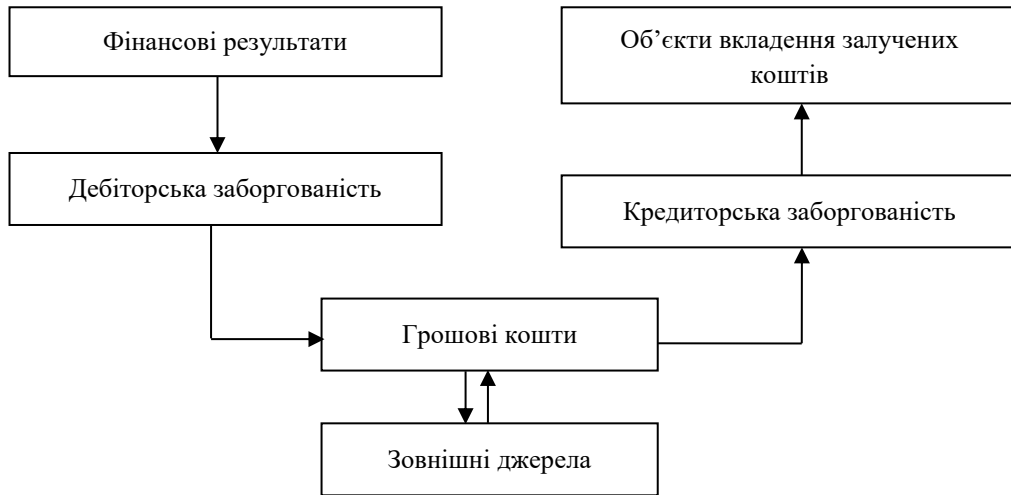 Фінансові результати
Об’єкти вкладення залучених
коштів
Дебіторська заборгованість
Кредиторська заборгованість
Грошові кошти
Зовнішні джерела